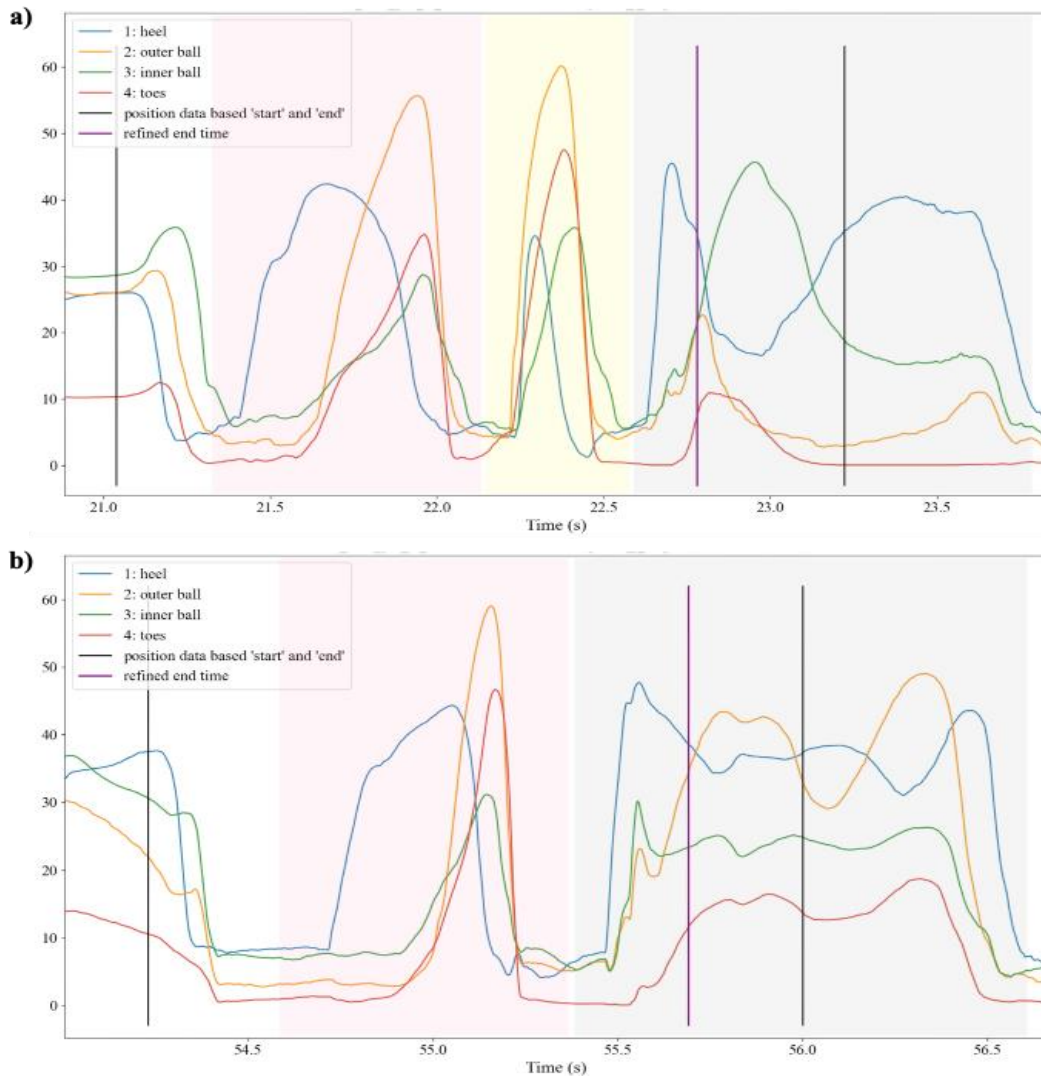 a)
1: heel
2: outer ball
3: inner ball
4: toes
position data based 'start' and 'end'
refined end time
60
50
40
30
20
10
0
21.0 21.5 22.0 22.5 23.0 23.5
Time (s)
b)
1: heel
2: outer ball
3: inner ball
4: toes
position data based 'start' and 'end'
refined end time
60
50
40
30
20
10
0
54.5 55.0 55.5 56.0 56.5
Time (s)